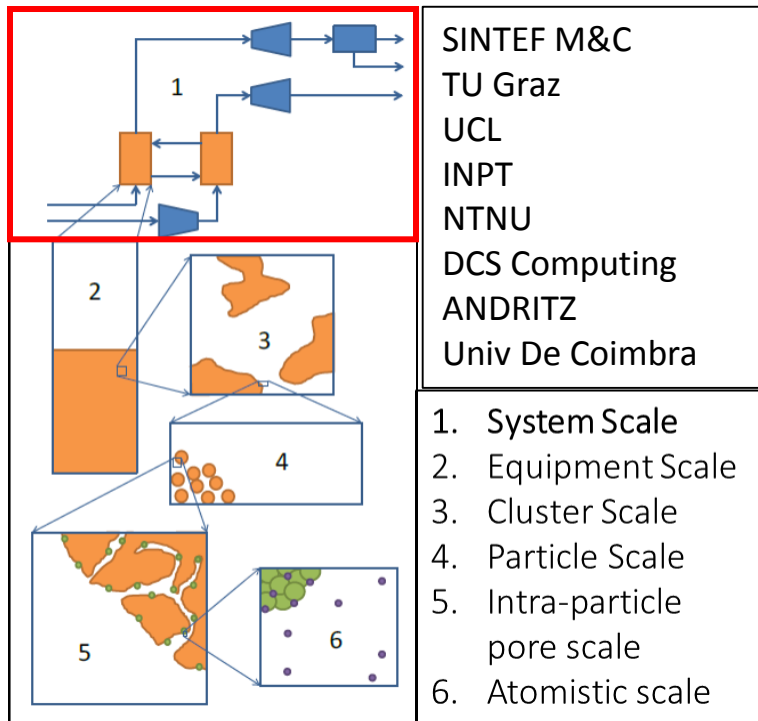 1
2
3
4
5
6
SINTEF M&C
TU Graz
UCL
INPT
NTNU
DCS Computing
ANDRITZ
Univ De Coimbra
1. System Scale
2. Equipment Scale
3. Cluster Scale
4. Particle Scale
5. Intra-particle
pore scale
6. Atomistic scale